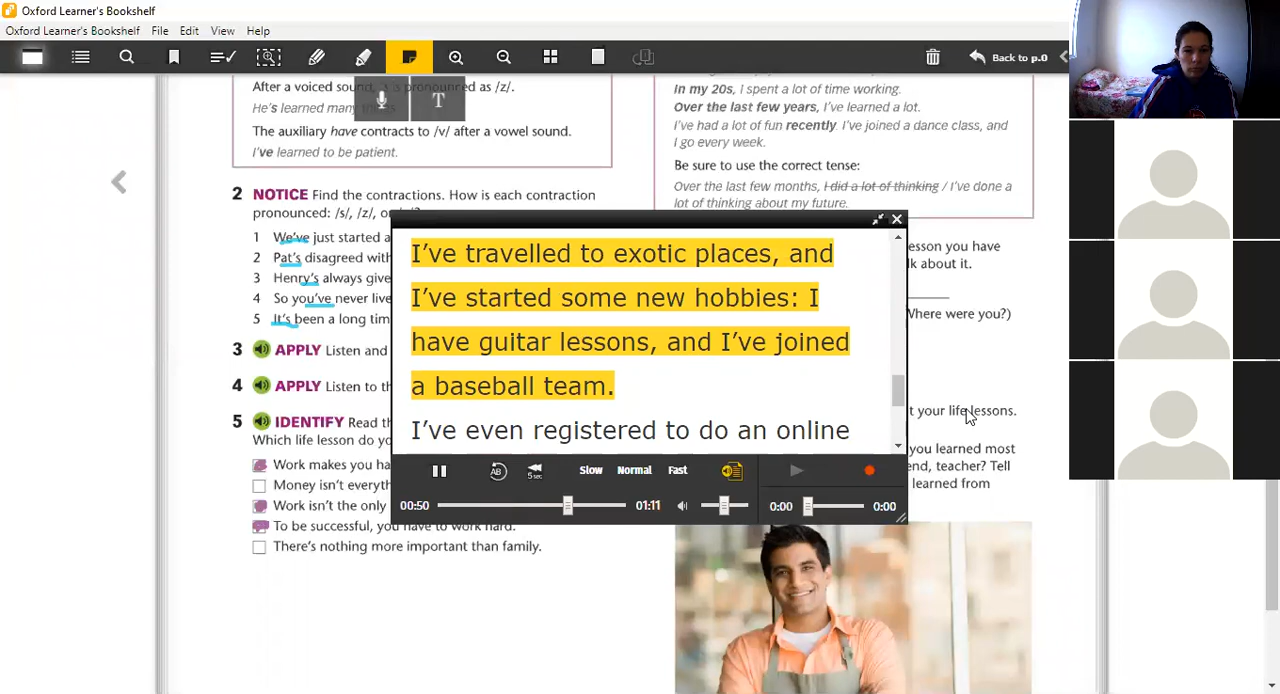 Oxford Learner's Bookshelf
Oxford Learner's Bookshelf File Edit View Help
Back to p.0
T
After a voiced sound, is pronounced as /z/.
He's learned many
The auxiliary have contracts to /v/ after a vowel sound.
I've learned to be patient.
2 NOTICE Find the contractions. How is each contraction
pronounced: /s/, /z/, or
1 We've just started a
2 Pat's disagreed with
3 Henry's always give
4 So you've never live
5 It's been a long tim
3 APPLY Listen and
4 APPLY Listen to th
5 IDENTIFY Read th
Which life lesson do yo
Work makes you ha
Money isn't everyth
Work isn't the only
To be successful, you have to work hard.
There's nothing more important than family.
In my 20s, I spent a lot of time working.
Over the last few years, I've learned a lot.
I've had a lot of fun recently. I've joined a dance class, and
I go every week.
Be sure to use the correct tense:
Over the last few months, I did a lot of thinking / I've done a
lot of thinking about my future.
esson you have
k about it.
Where were you?)
t your life lessons.
you learned most
end, teacher? Tell
learned from
I've travelled to exotic places, and
I've started some new hobbies: I
have guitar lessons, and I've joined
a baseball team.
I've even registered to do an online
AB 5 sec Slow Normal Fast
00:50 01:11 0:00 0:00